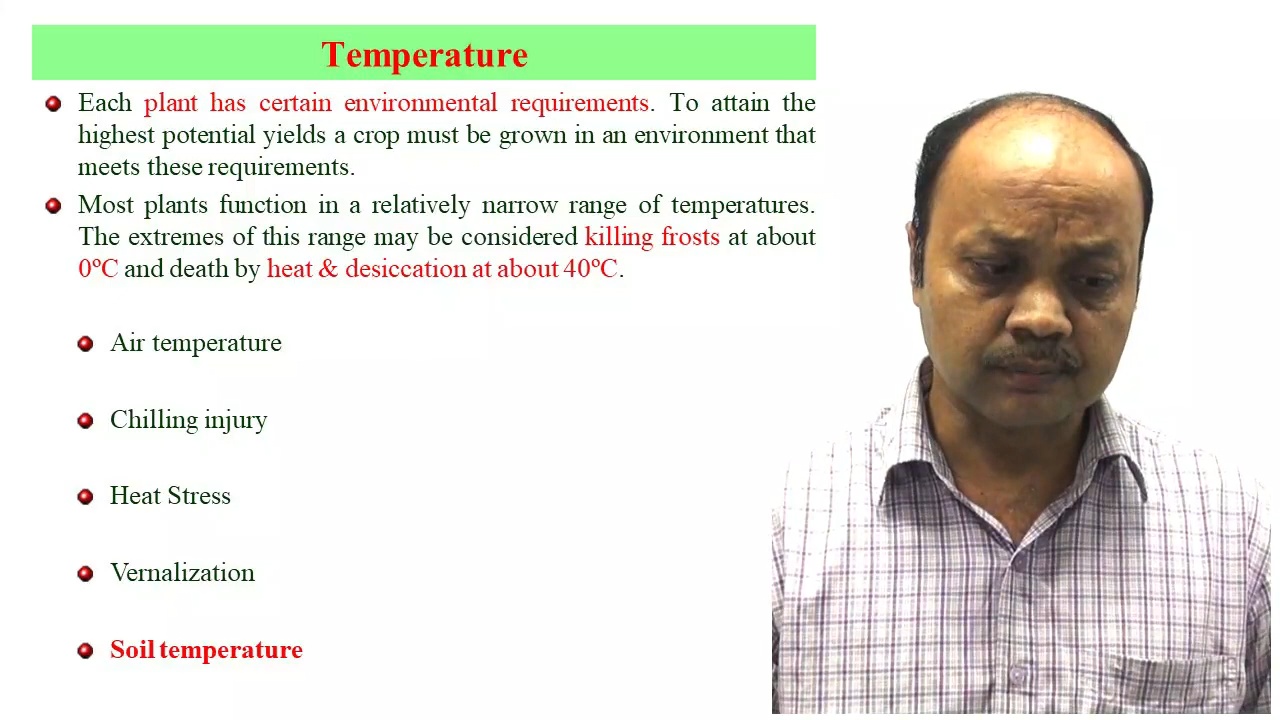 Temperature
Each plant has certain environmental requirements. To attain the
highest potential yields a crop must be grown in an environment that
meets these requirements.
Most plants function in a relatively narrow range of temperatures.
The extremes of this range may be considered killing frosts at about
0ºC and death by heat & desiccation at about 40ºC.
Air temperature
Chilling injury
Heat Stress
Vernalization
Soil temperature